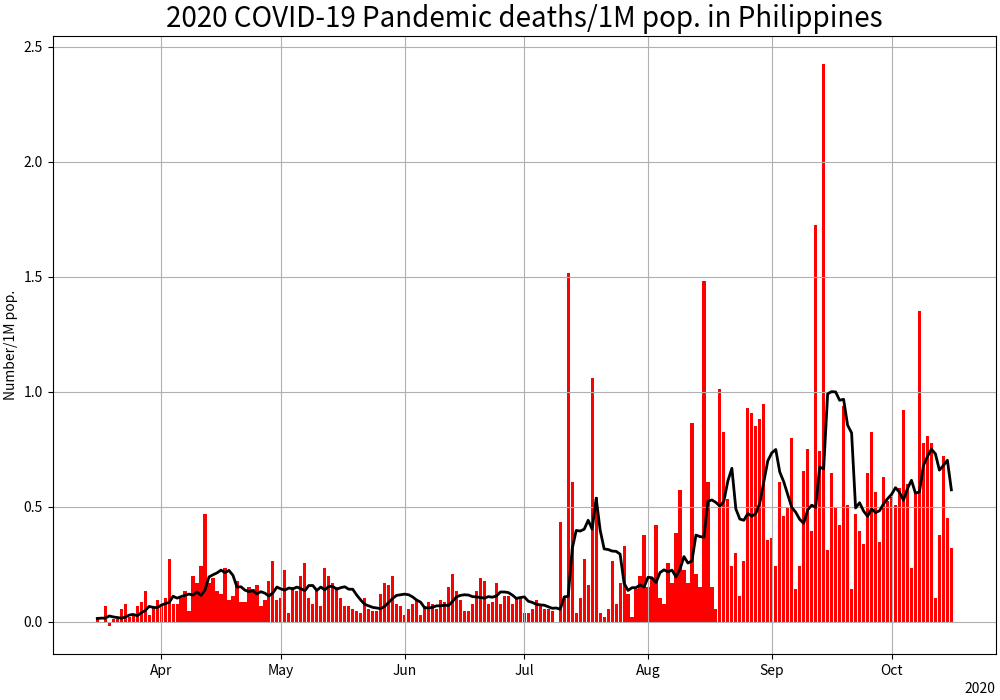 2020 COVID-19 Pandemic deaths/1M pop. in Philippines
Number/1M pop.
2.5
2.0
1.5
1.0
0.5
0.0
Apr May Jun Jul Aug Sep Oct
2020